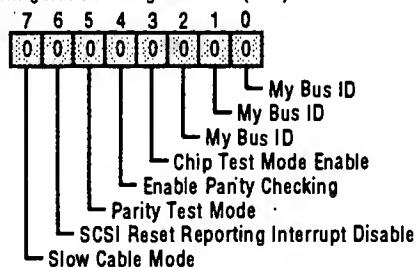 7 6 5 4 3 2 1 0
0 0 0 0 0 0 0 0
My Bus ID
My Bus ID
My Bus ID
Chip Test Mode Enable
Enable Parity Checking
Parity Test Mode
SCSI Reset Reporting Interrupt Disable
Slow Cable Mode